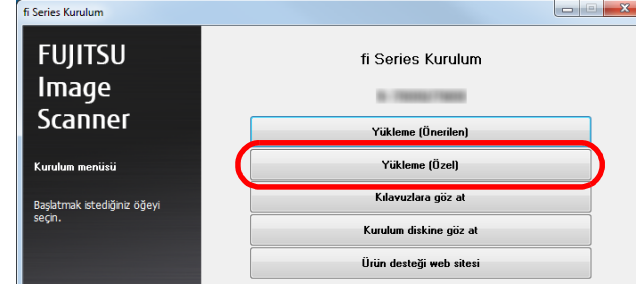 fi Series Kurulum
FUJITSU
Image
Scanner
Kurulum menüsü
Başlatmak istediğiniz öğeyi
seçin.
fi Series Kurulum
Yükleme (Önerilen)
Yükleme (Özel)
Kılavuzlara göz at
Kurulum diskine göz at
Ürün desteği web sitesi